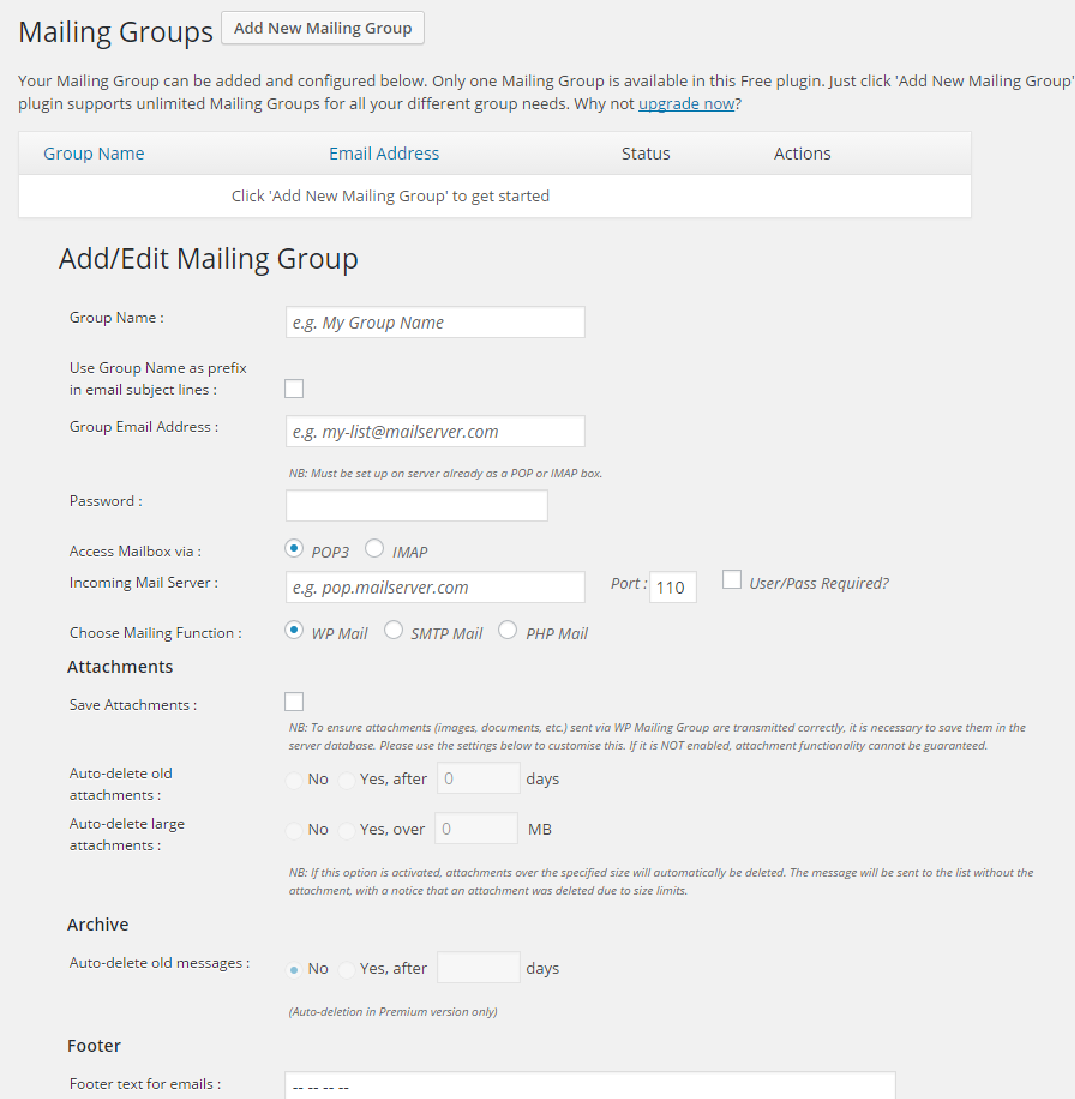 Mailing Groups Add New Mailing Group
Your Mailing Group can be added and configured below. Only one Mailing Group is available in this Free plugin. Just click 'Add New Mailing Group'
plugin supports unlimited Mailing Groups for all your different group needs. Why not upgrade now?
Group Name Email Address Status Actions
Click 'Add New Mailing Group' to get started
Add/Edit Mailing Group
Group Name : e.g. My Group Name
Use Group Name as prefix
in email subject lines :
Group Email Address : e.g. my-list@mailserver.com
NB: Must be set up on server already as a POP or IMAP box.
Password :
Access Mailbox via : POP3 IMAP
Incoming Mail Server : e.g. pop.mailserver.com Port : 110 User/Pass Required?
Choose Mailing Function : WP Mail SMTP Mail PHP Mail
Attachments
Save Attachments :
NB: To ensure attachments (images, documents, etc.) sent via WP Mailing Group are transmitted correctly, it is necessary to save them in the
server database. Please use the settings below to customise this. If it is NOT enabled, attachment functionality cannot be guaranteed.
Auto-delete old
attachments : No Yes, after 0 days
Auto-delete large
attachments : No Yes, over 0 MB
NB: If this option is activated, attachments over the specified size will automatically be deleted. The message will be sent to the list without the
attachment, with a notice that an attachment was deleted due to size limits.
Archive
Auto-delete old messages : No Yes, after days
(Auto-deletion in Premium version only)
Footer
Footer text for emails : -- -- -- --